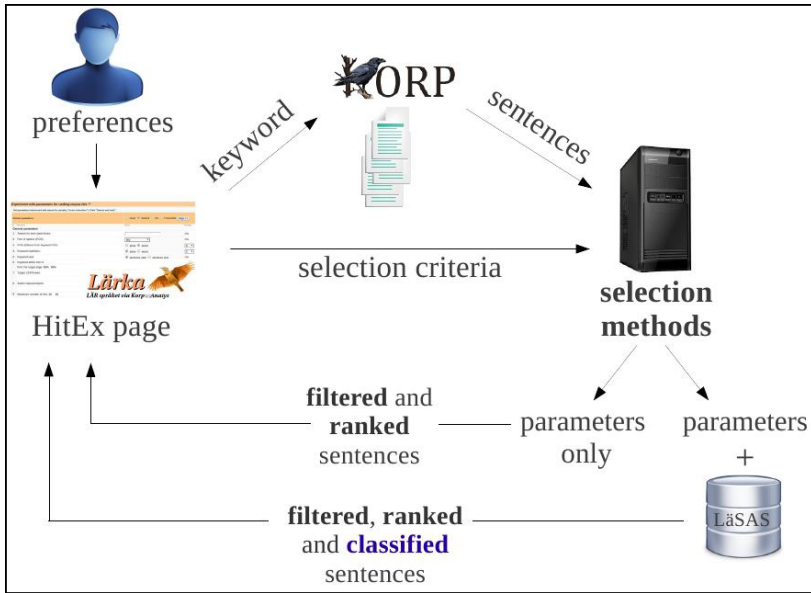 preferences
KORP
keyword
sentences
selection criteria
Lärka
LÄR språket via Korp
HitEx page
selection
methods
filtered and
ranked
sentences
parameters
only
parameters
+
LäSAS
filtered, ranked
and classified
sentences